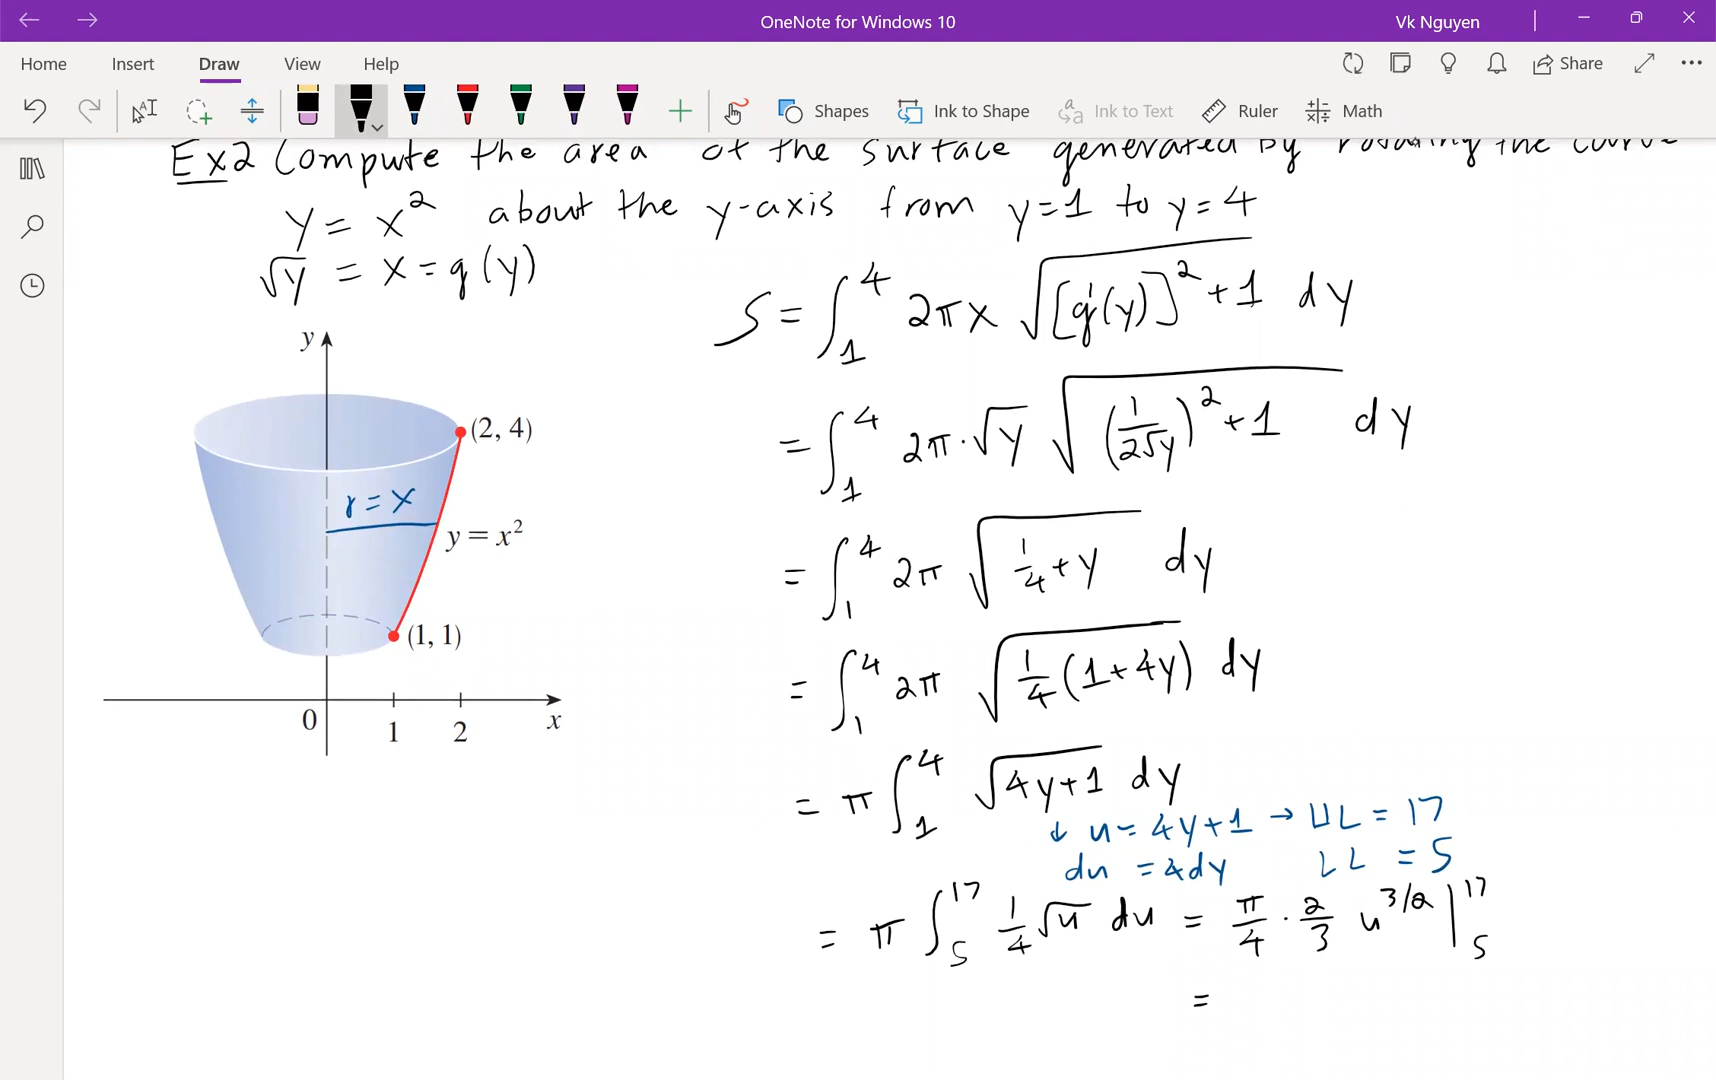 OneNote for Windows 10
Vk Nguyen
Home Insert Draw View Help
Share
Shapes Ink to Shape Ink to Text Ruler Math
Ex2 Compute the area of the surface generated by rotating the curve
y = x² about the y-axis from y=1 to y=4
√y = x = g(y)
S = ∫₁⁴ 2πx √([g'(y)]²+1) dy
= ∫₁⁴ 2π·√y √((1/2√y)²+1) dy
= ∫₁⁴ 2π √(1/4+y) dy
= ∫₁⁴ 2π √(1/4(1+4y)) dy
= π ∫₁⁴ √(4y+1) dy
↓ u=4y+1 → UL = 17
du = 4dy LL = 5
= π ∫₅¹⁷ 1/4 √u du = π/4 · 2/3 u^(3/2) |₅¹⁷
=
y
(2, 4)
r = x
y = x²
(1, 1)
0 1 2 x